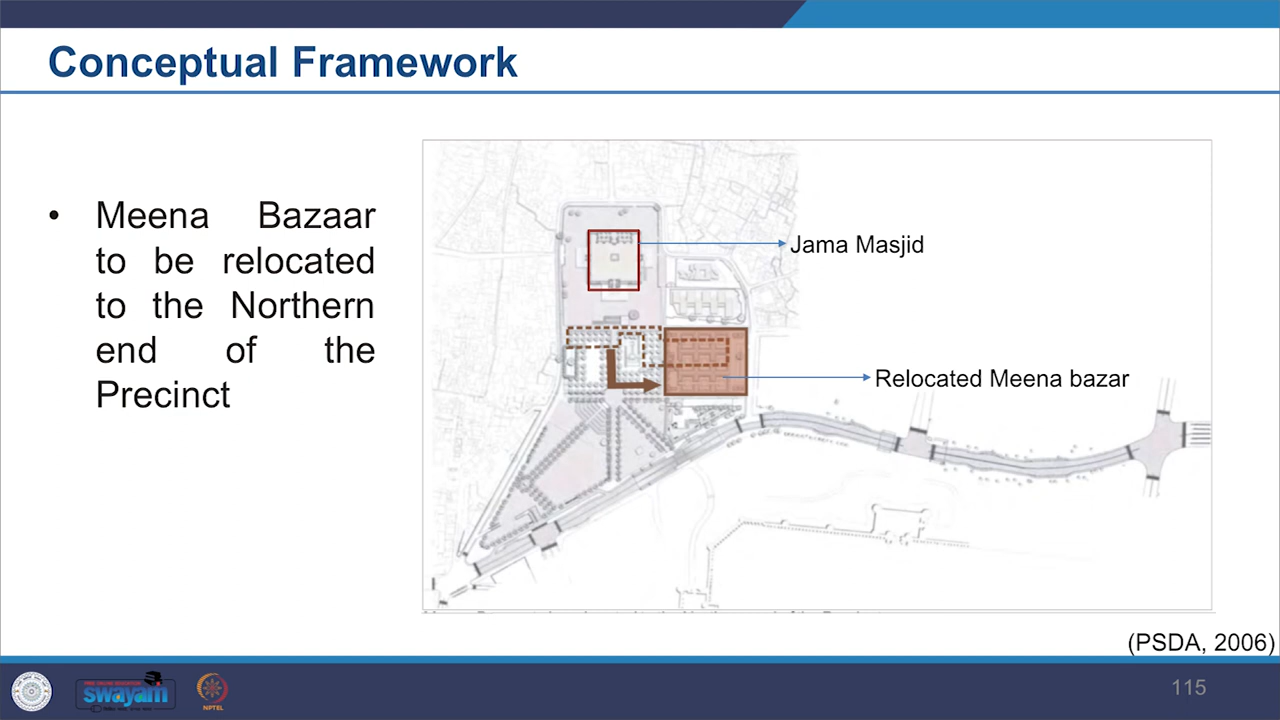 Conceptual Framework
• Meena Bazaar
to be relocated
to the Northern
end of the
Precinct
Jama Masjid
Relocated Meena bazar
(PSDA, 2006)
swayam
NPTEL
115